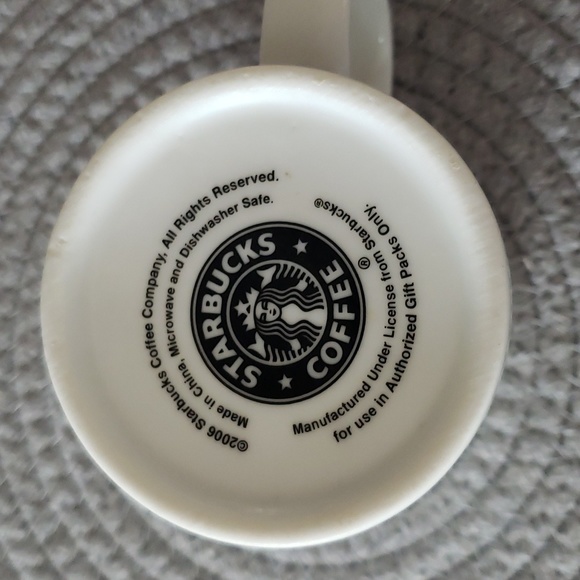 ©2006 Starbucks Coffee Company, All Rights Reserved.
Made in China, Microwave and Dishwasher Safe.
STARBUCKS
COFFEE
®
Manufactured Under License from Starbucks®
for use in Authorized Gift Packs Only.